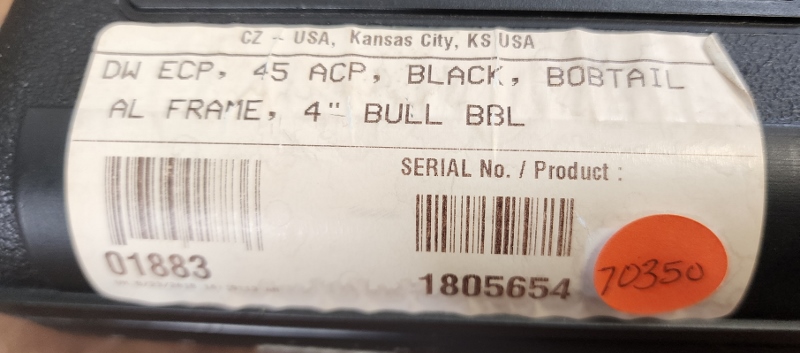 CZ - USA, Kansas City, KS USA
DW ECP, 45 ACP, BLACK, BOBTAIL
AL FRAME, 4" BULL BBL
SERIAL No. / Product :
01883
1805654
70350